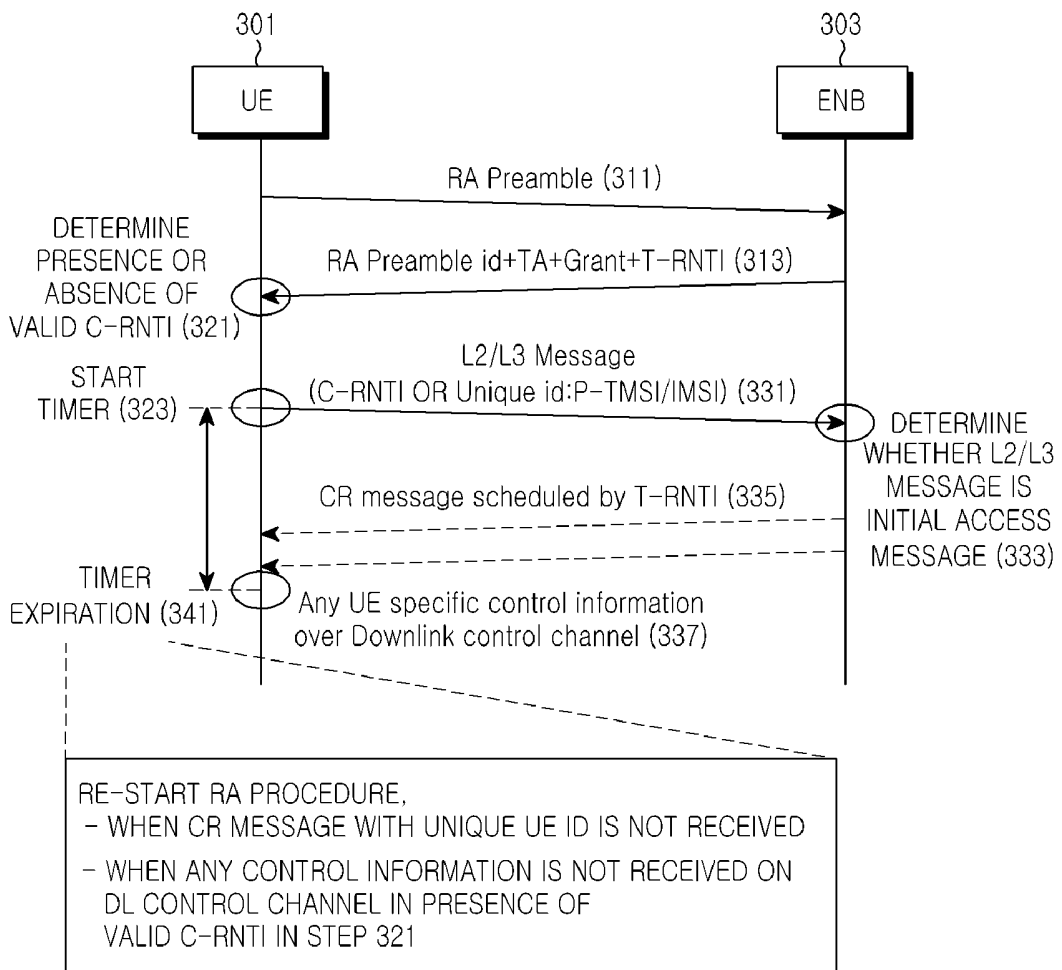 301
303
UE
ENB
RA Preamble (311)
DETERMINE
PRESENCE OR
ABSENCE OF
VALID C-RNTI (321)
RA Preamble id+TA+Grant+T-RNTI (313)
START
TIMER (323)
L2/L3 Message
(C-RNTI OR Unique id:P-TMSI/IMSI) (331)
DETERMINE
WHETHER L2/L3
MESSAGE IS
INITIAL ACCESS
MESSAGE (333)
CR message scheduled by T-RNTI (335)
TIMER
EXPIRATION (341)
Any UE specific control information
over Downlink control channel (337)
RE-START RA PROCEDURE,
- WHEN CR MESSAGE WITH UNIQUE UE ID IS NOT RECEIVED
- WHEN ANY CONTROL INFORMATION IS NOT RECEIVED ON
DL CONTROL CHANNEL IN PRESENCE OF
VALID C-RNTI IN STEP 321